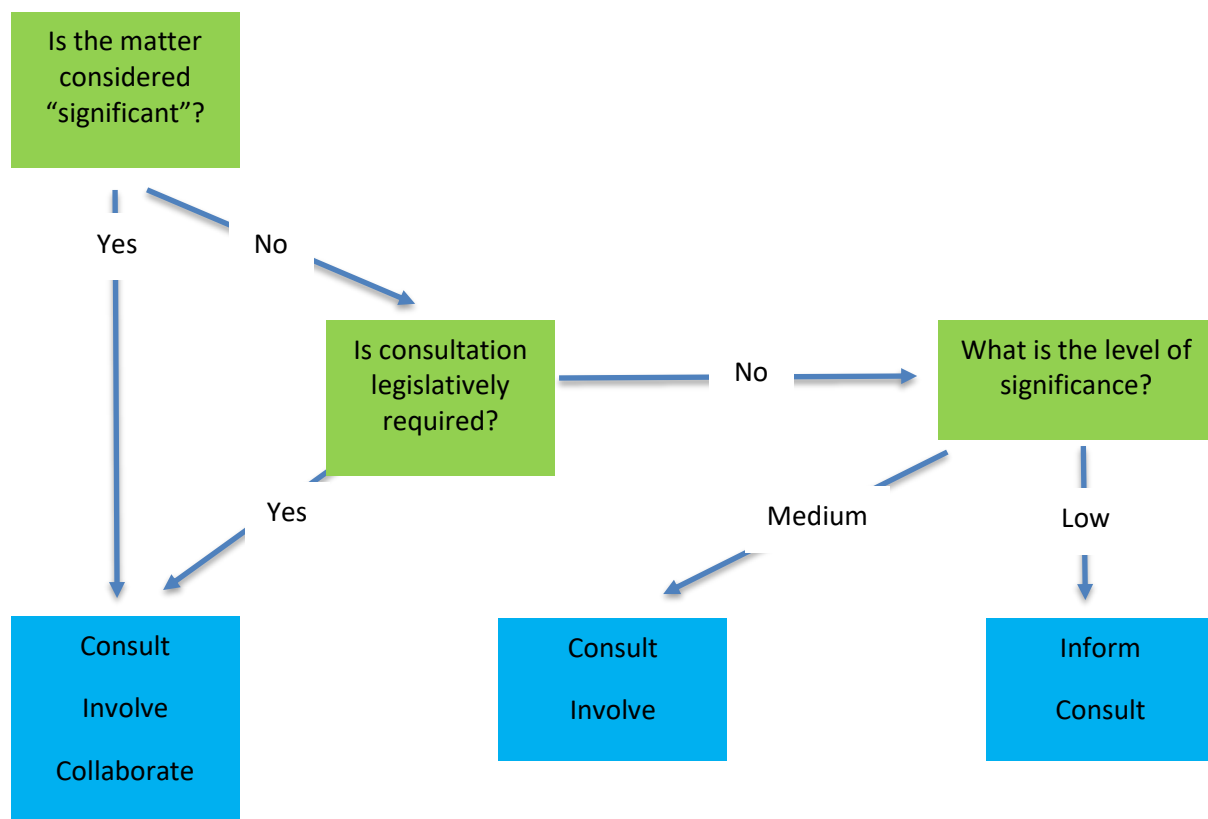 Is the matter
considered
“significant”?
Yes
No
Is consultation
legislatively
required?
No
What is the level of
significance?
Yes
Medium
Low
Consult
Involve
Collaborate
Consult
Involve
Inform
Consult